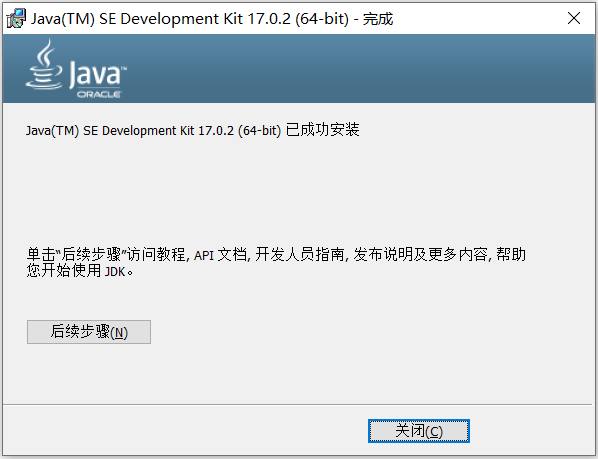 Java(TM) SE Development Kit 17.0.2 (64-bit) - 完成
Java™
ORACLE
Java(TM) SE Development Kit 17.0.2 (64-bit) 已成功安装
单击“后续步骤”访问教程, API 文档, 开发人员指南, 发布说明及更多内容, 帮助
您开始使用 JDK。
后续步骤(N)
关闭(C)